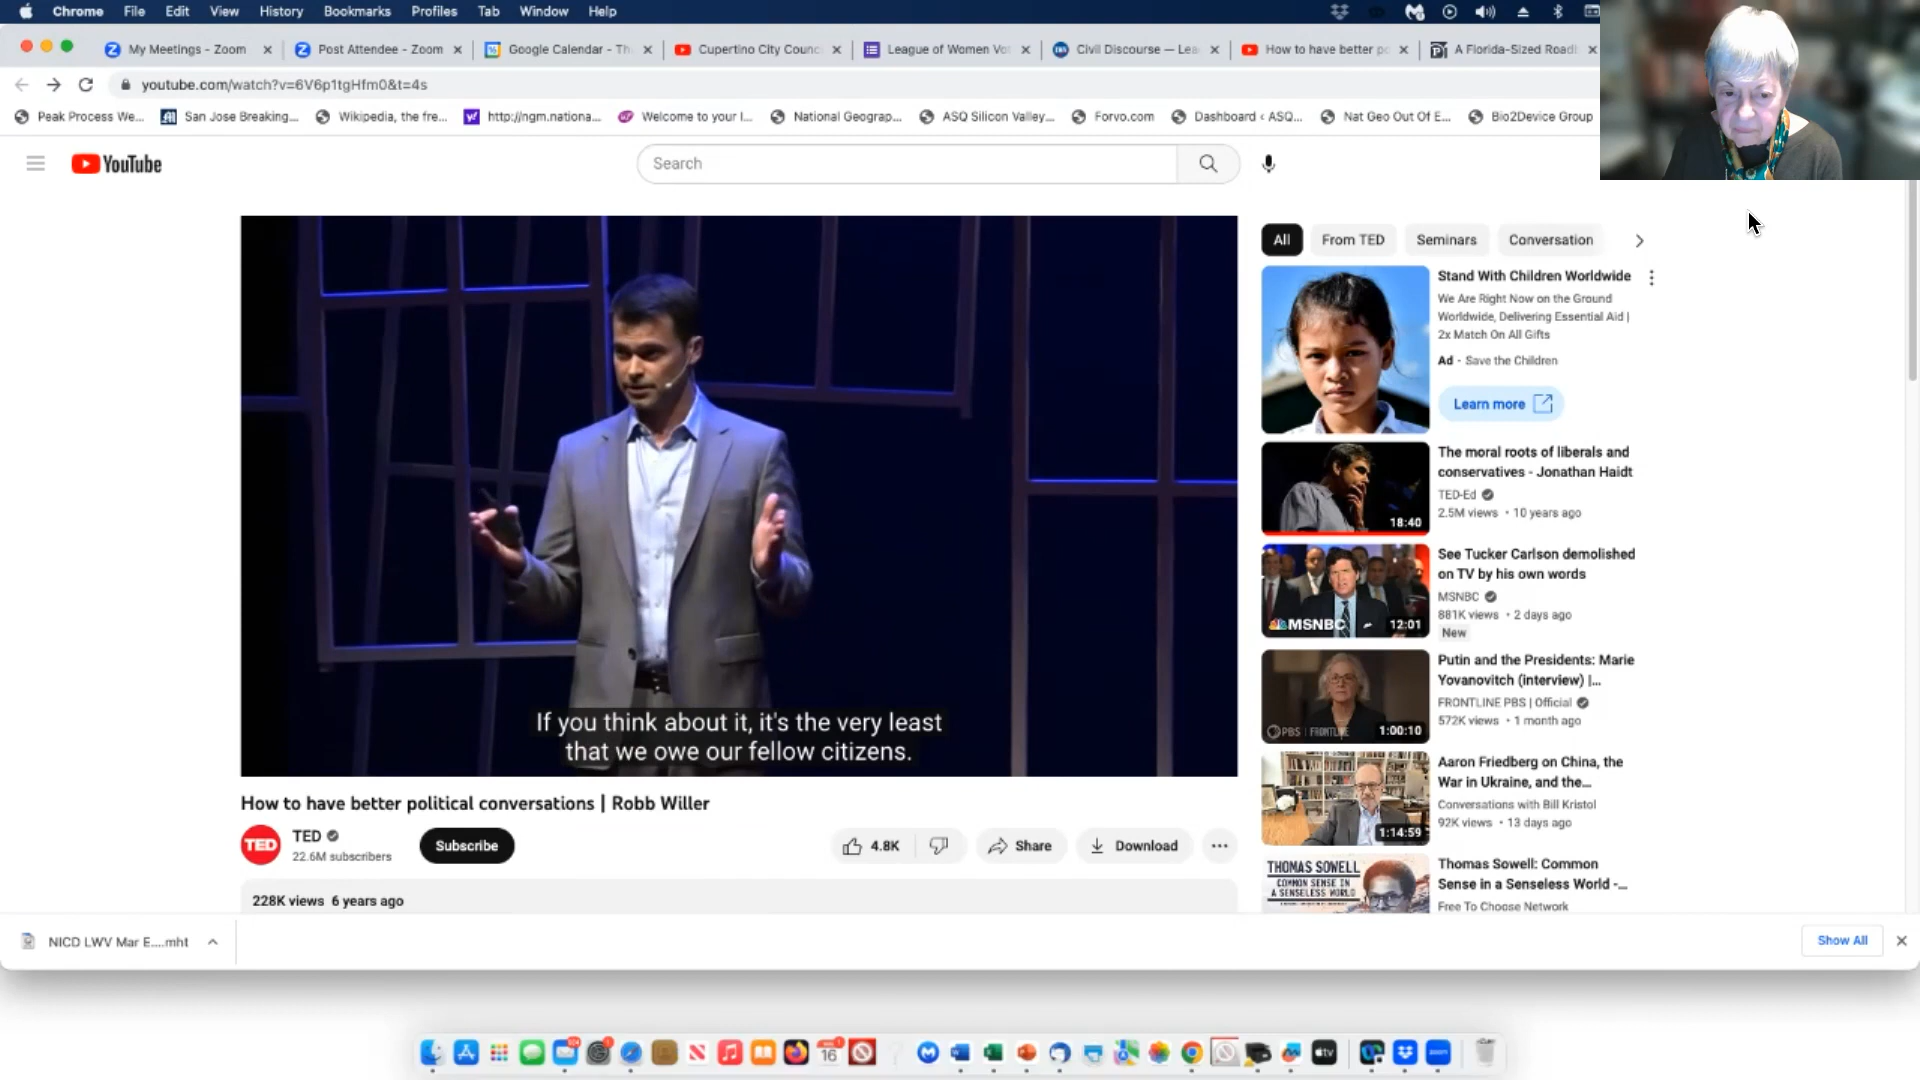 Chrome File Edit View History Bookmarks Profiles Tab Window Help
My Meetings - Zoom
Post Attendee - Zoom
Google Calendar - Th
Cupertino City Counc
League of Women Vo
Civil Discourse — Lea
How to have better po
A Florida-Sized Road
youtube.com/watch?v=6V6p1tgHfm0&t=4s
Peak Process We...
San Jose Breaking...
Wikipedia, the fre...
http://ngm.nationa...
Welcome to your I...
National Geograp...
ASQ Silicon Valley...
Forvo.com
Dashboard ‹ ASQ...
Nat Geo Out Of E...
Bio2Device Group
YouTube
Search
If you think about it, it's the very least
that we owe our fellow citizens.
How to have better political conversations | Robb Willer
TED
TED
22.6M subscribers
Subscribe
4.8K
Share
Download
228K views 6 years ago
All From TED Seminars Conversation
Stand With Children Worldwide
We Are Right Now on the Ground
Worldwide, Delivering Essential Aid |
2x Match On All Gifts
Ad · Save the Children
Learn more
18:40
The moral roots of liberals and
conservatives - Jonathan Haidt
TED-Ed
2.5M views • 10 years ago
MSNBC
12:01
See Tucker Carlson demolished
on TV by his own words
MSNBC
881K views • 2 days ago
New
PBS | FRONTLINE
1:00:10
Putin and the Presidents: Marie
Yovanovitch (interview) |...
FRONTLINE PBS | Official
572K views • 1 month ago
1:14:59
Aaron Friedberg on China, the
War in Ukraine, and the...
Conversations with Bill Kristol
92K views • 13 days ago
THOMAS SOWELL
COMMON SENSE IN
A SENSELESS WORLD
Thomas Sowell: Common
Sense in a Senseless World -...
Free To Choose Network
NICD LWV Mar E....mht
Show All
16